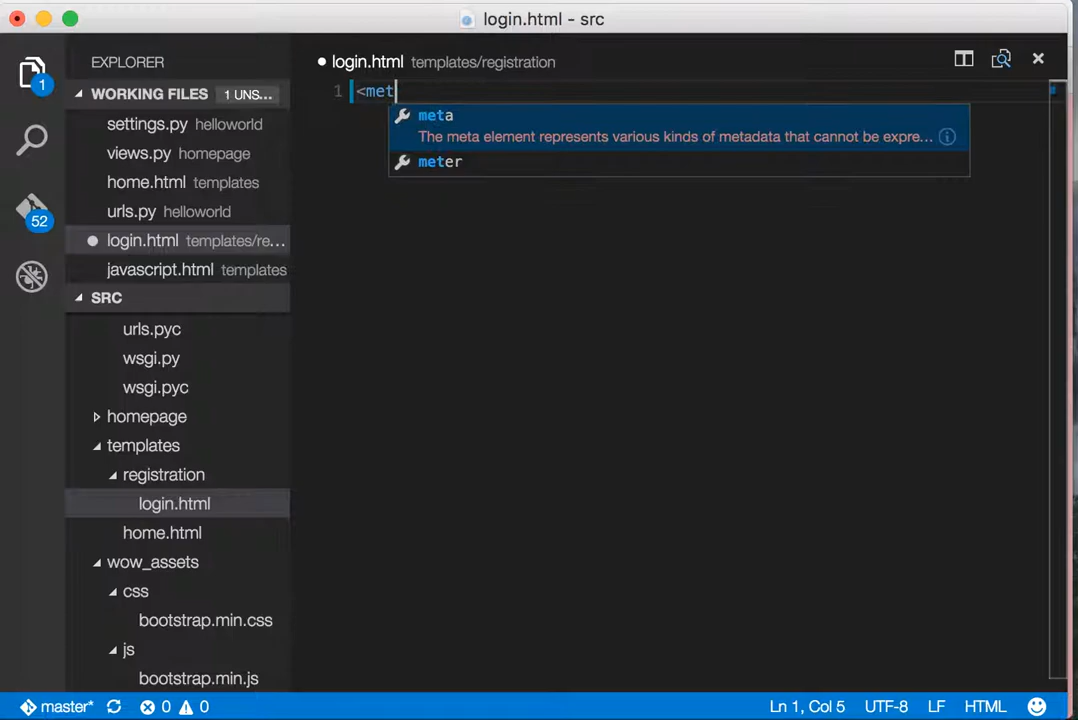 login.html - src
EXPLORER
WORKING FILES 1 UNS...
settings.py helloworld
views.py homepage
home.html templates
urls.py helloworld
login.html templates/re...
javascript.html templates
SRC
urls.pyc
wsgi.py
wsgi.pyc
homepage
templates
registration
login.html
home.html
wow_assets
css
bootstrap.min.css
js
bootstrap.min.js
1
52
login.html templates/registration
1 <met
meta
The meta element represents various kinds of metadata that cannot be expre...
meter
master* 0 0 Ln 1, Col 5 UTF-8 LF HTML